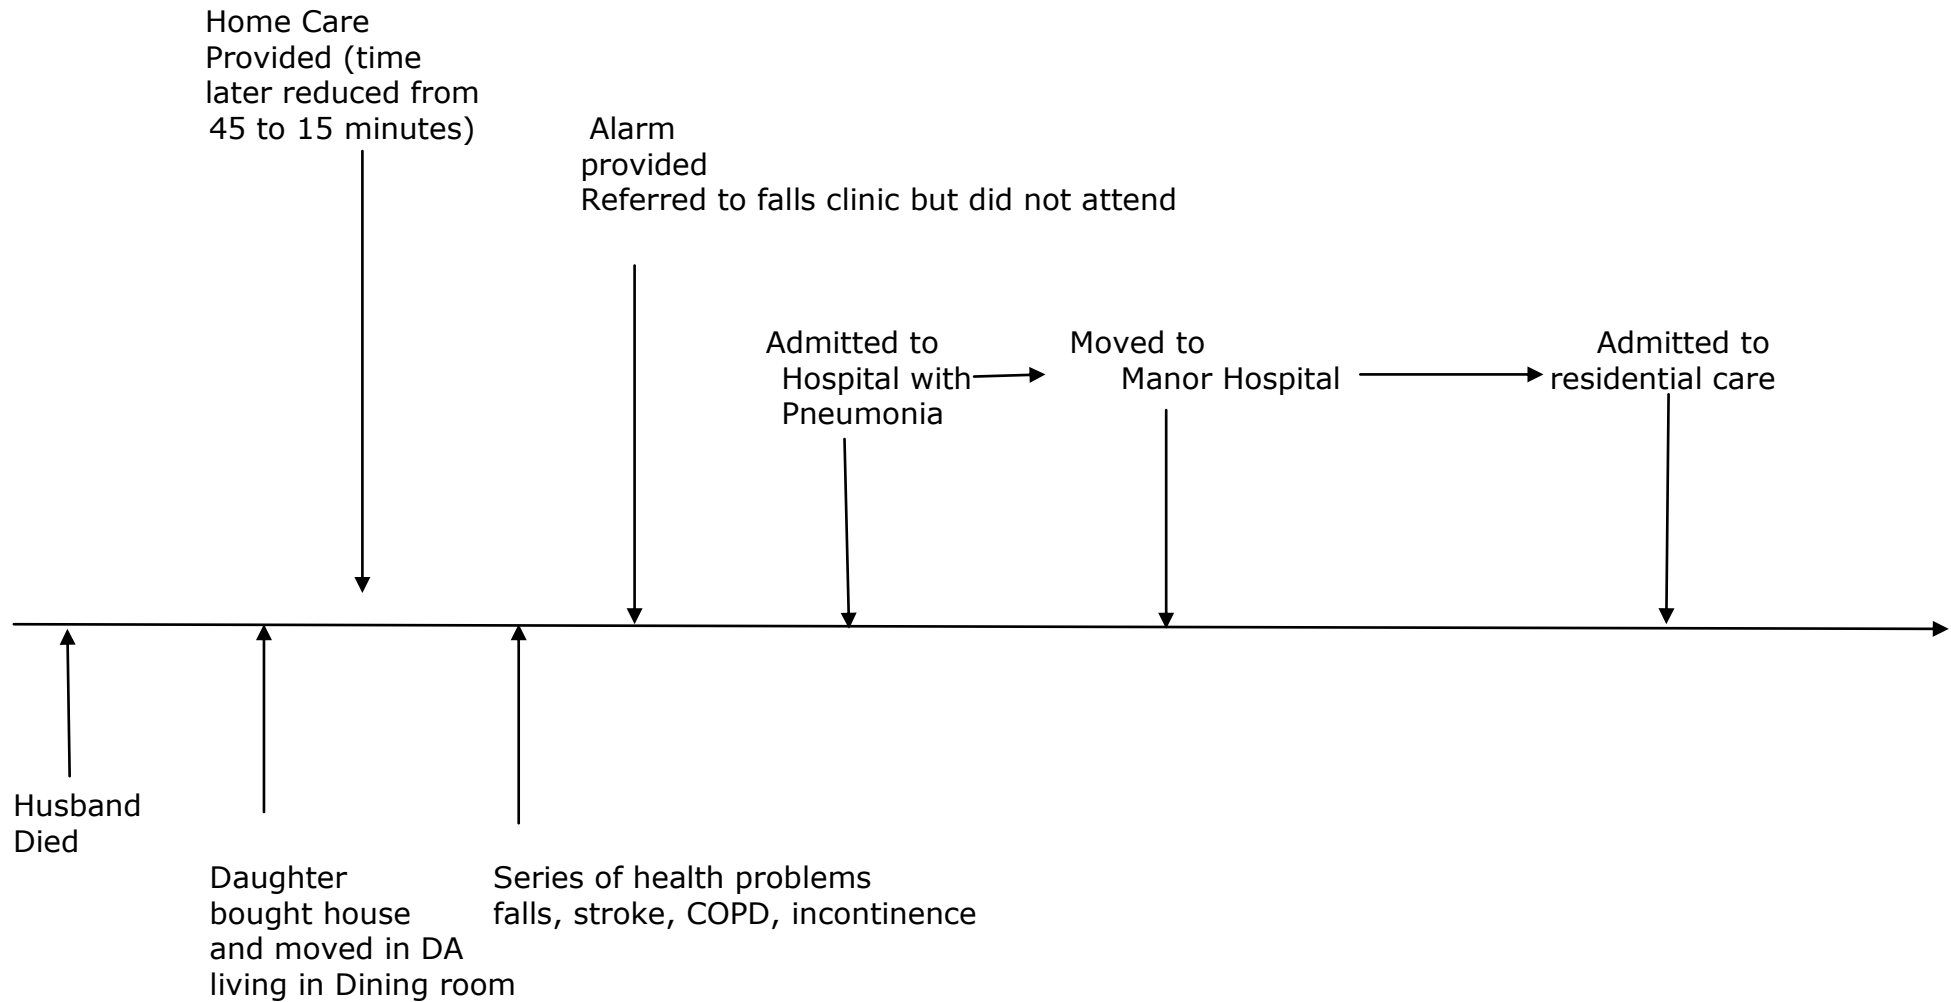 Home Care
Provided (time
later reduced from
45 to 15 minutes)
Alarm
provided
Referred to falls clinic but did not attend
Admitted to
Hospital with
Pneumonia
Moved to
Manor Hospital
Admitted to
residential care
Husband
Died
Daughter
bought house
and moved in DA
living in Dining room
Series of health problems
falls, stroke, COPD, incontinence